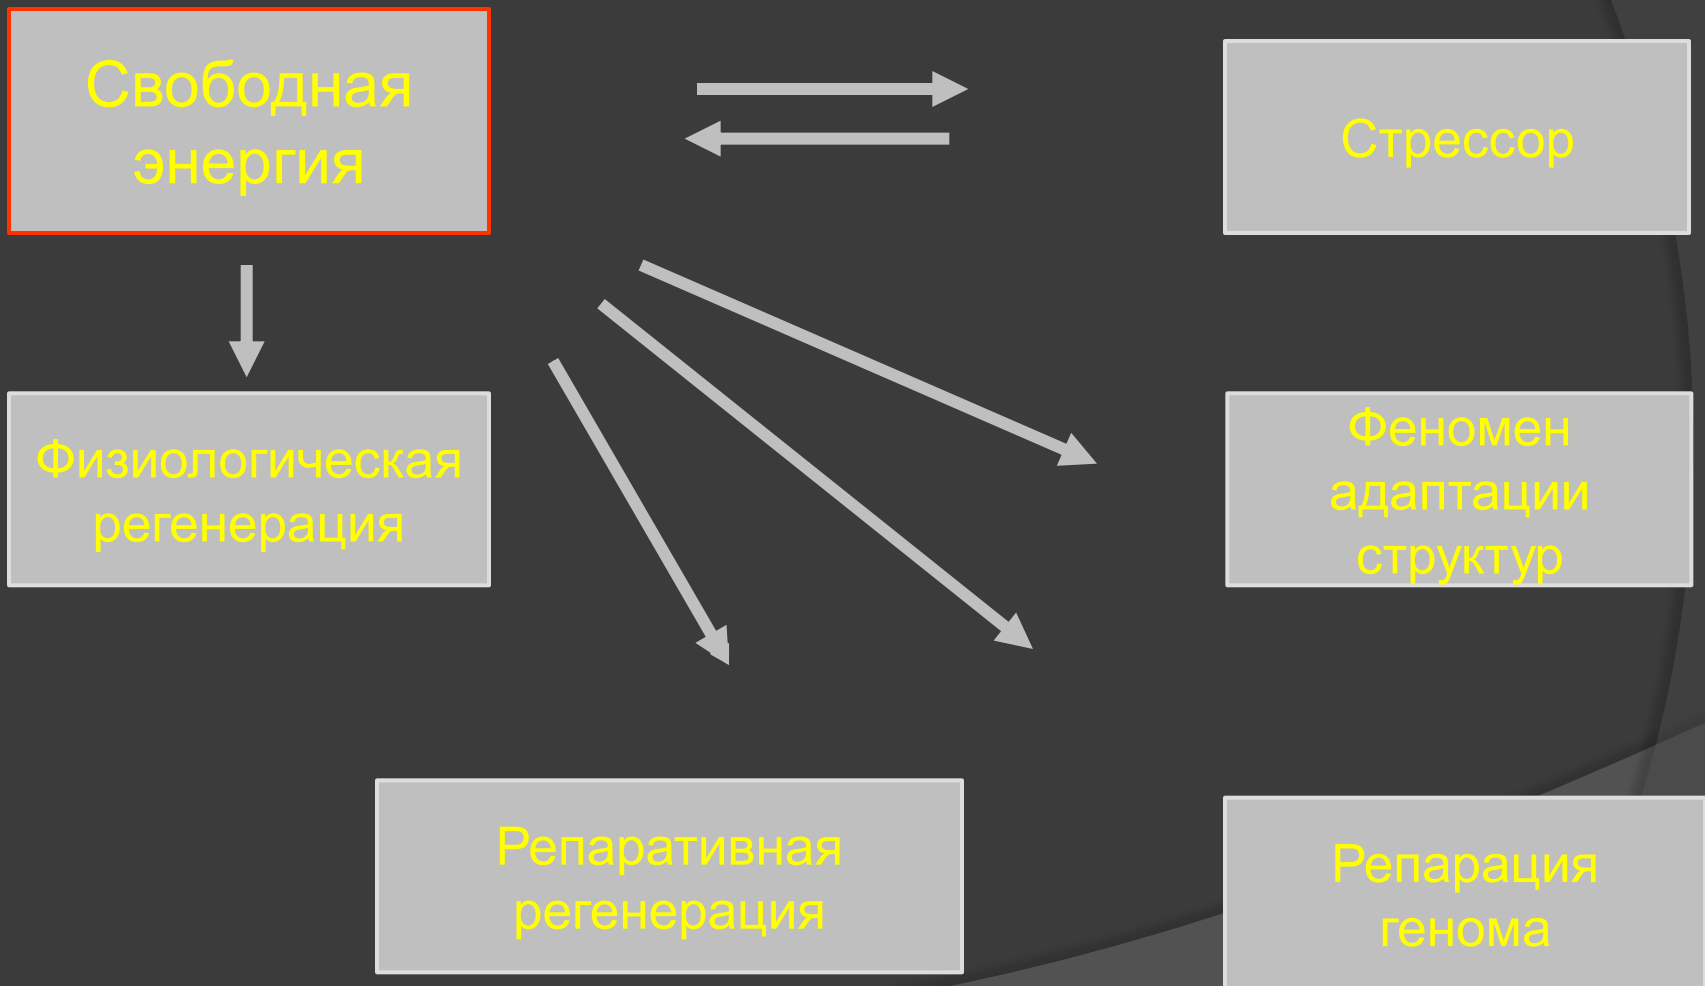 Свободная
энергия
Стрессор
Физиологическая
регенерация
Феномен
адаптации
структур
Репаративная
регенерация
Репарация
генома